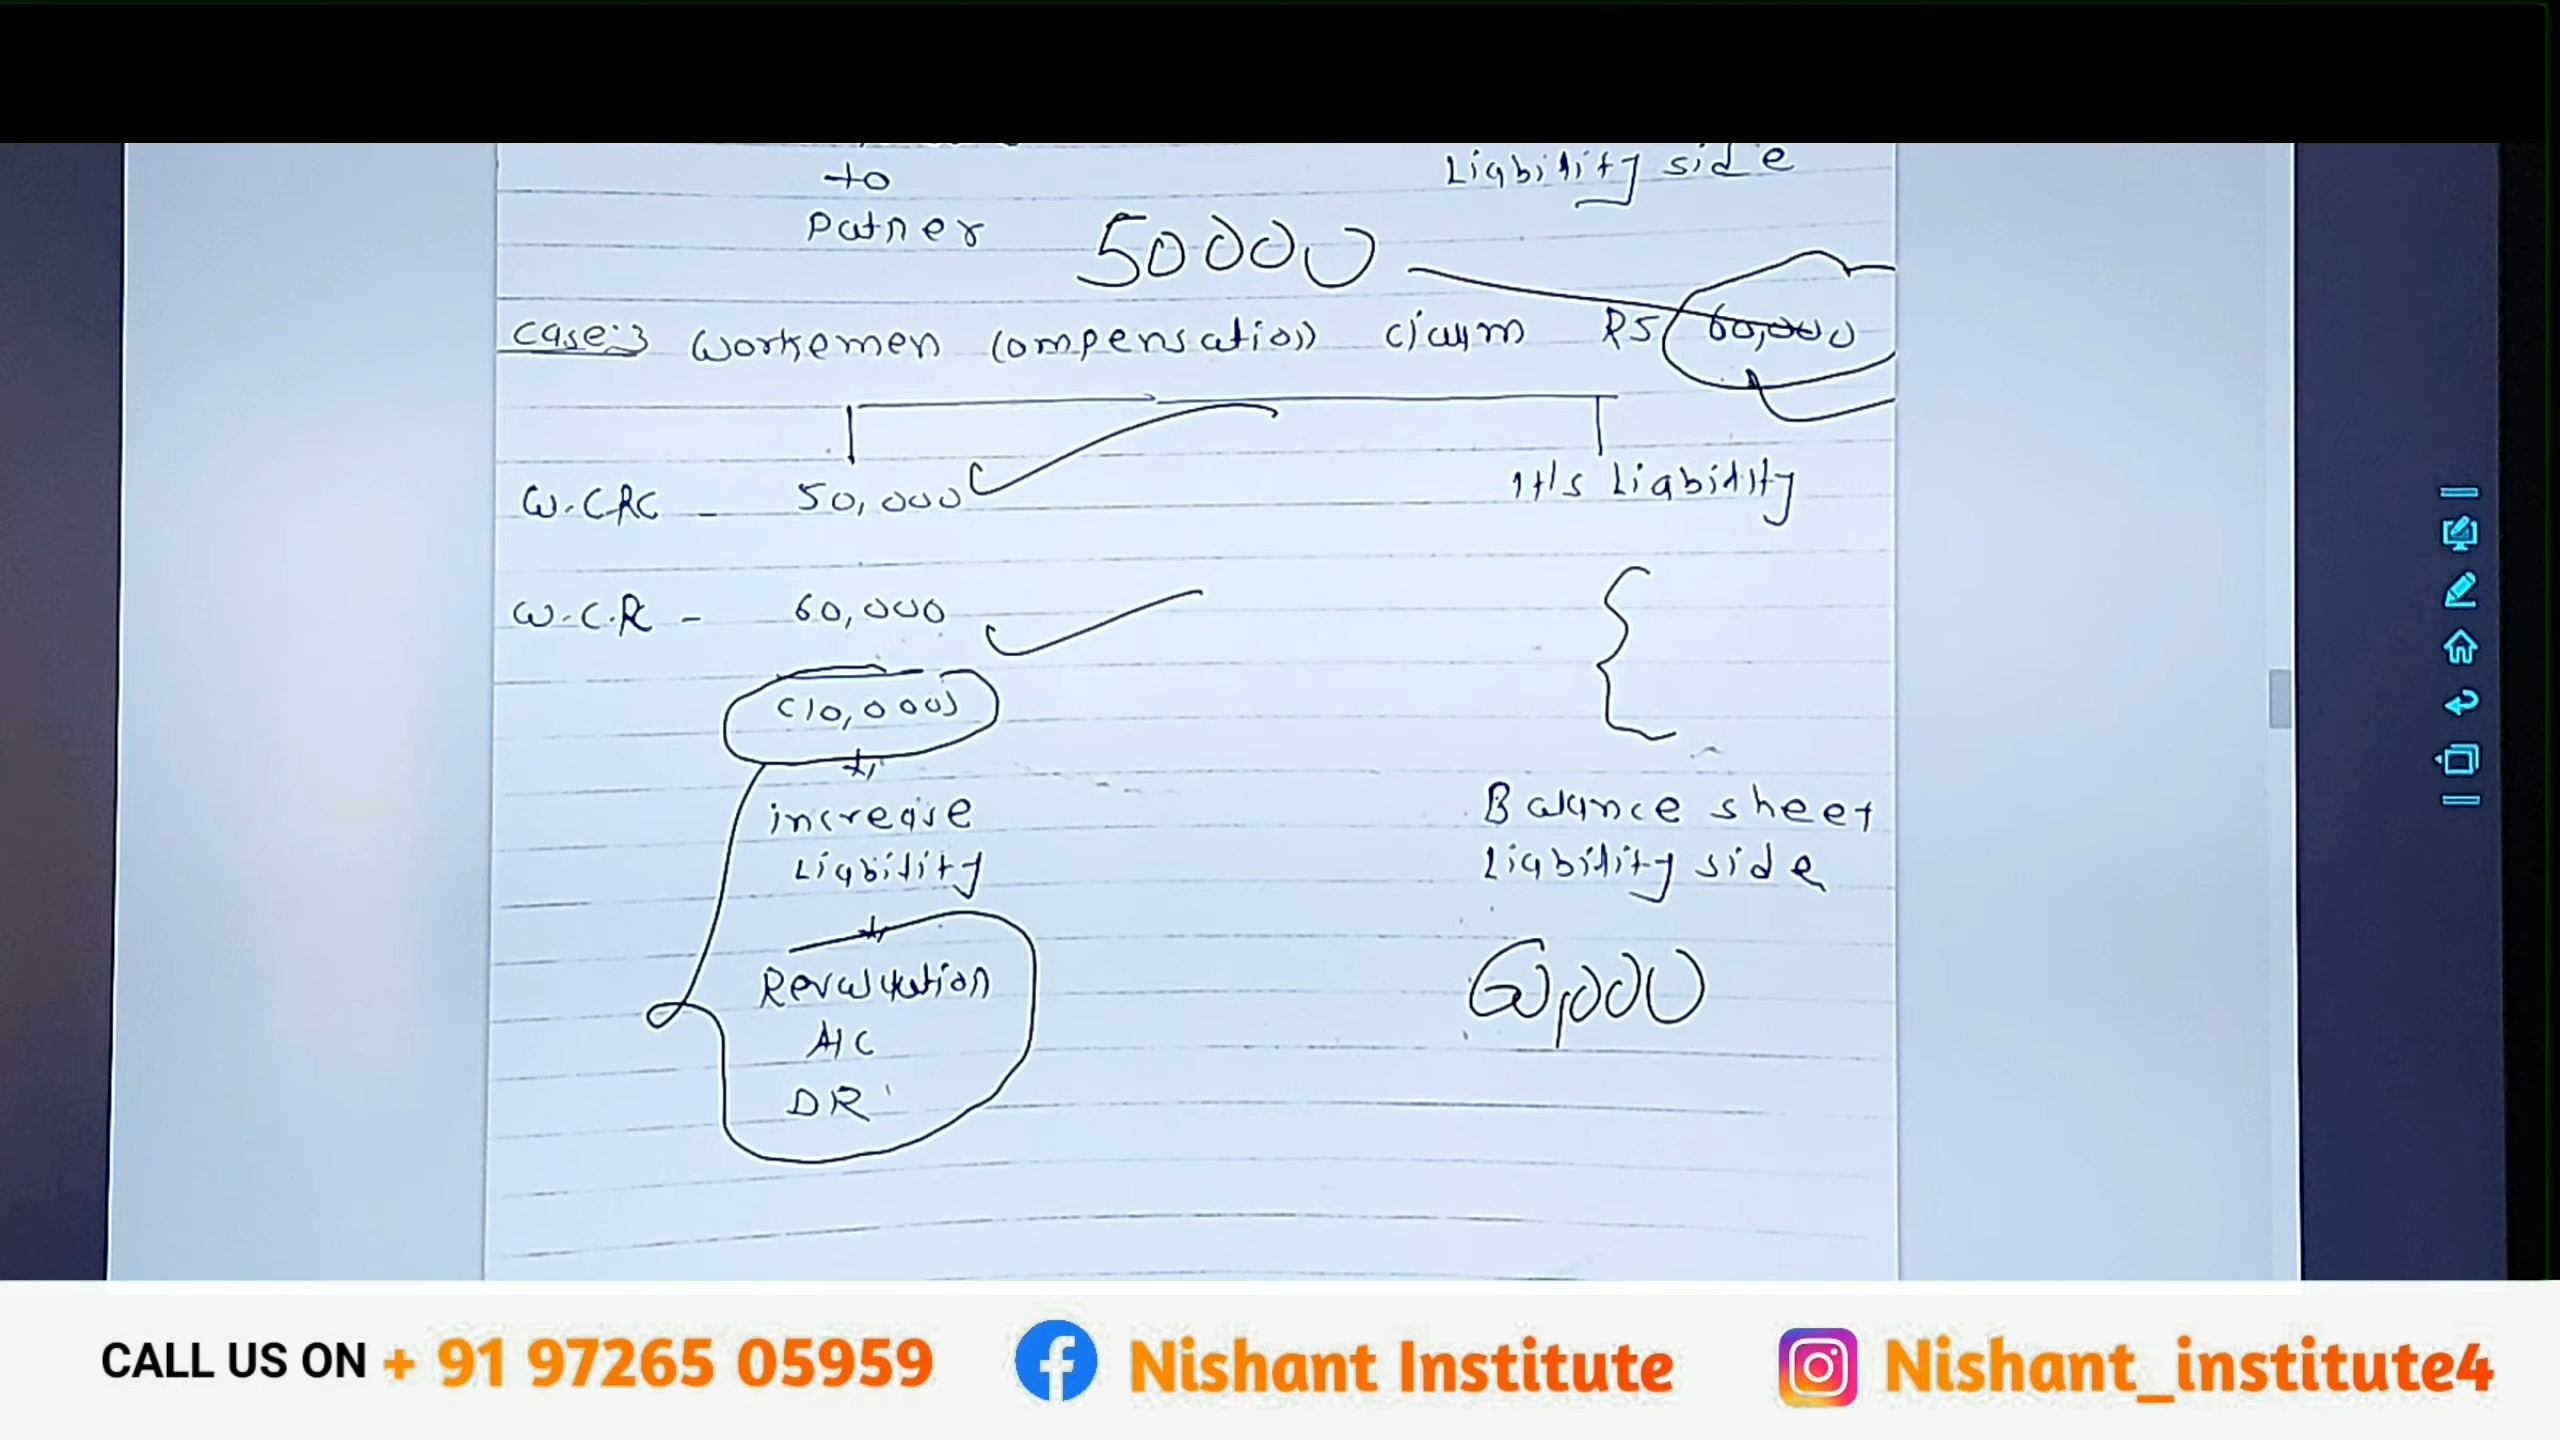 to
Patner
Liability side
50000
Case:3 Workemen Compensation Claim RS 60,000
W.CRC - 50,000
It's Liability
W.C.R - 60,000
(10,000)
increase
Liability
Balance sheet
Liability side
Revaluation
A/C
DR
60,000
CALL US ON + 91 97265 05959 Nishant Institute Nishant_institute4